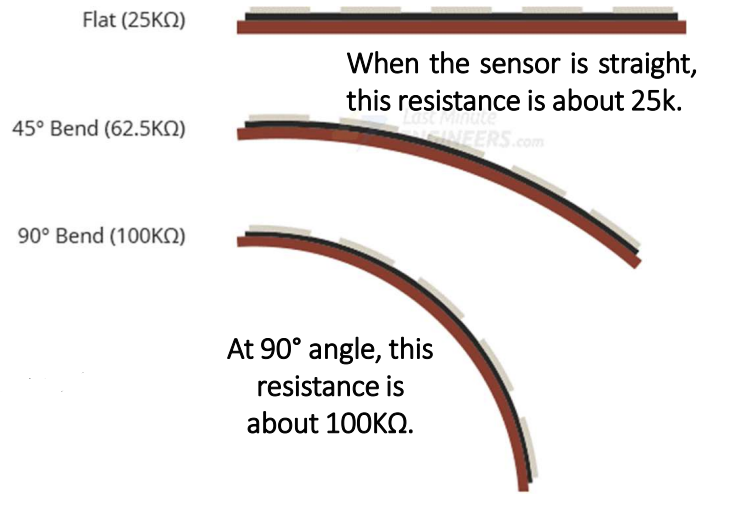 Flat (25KΩ)
When the sensor is straight,
this resistance is about 25k.
Last Minute
ENGINEERS.com
45° Bend (62.5KΩ)
90° Bend (100KΩ)
At 90° angle, this
resistance is
about 100KΩ.